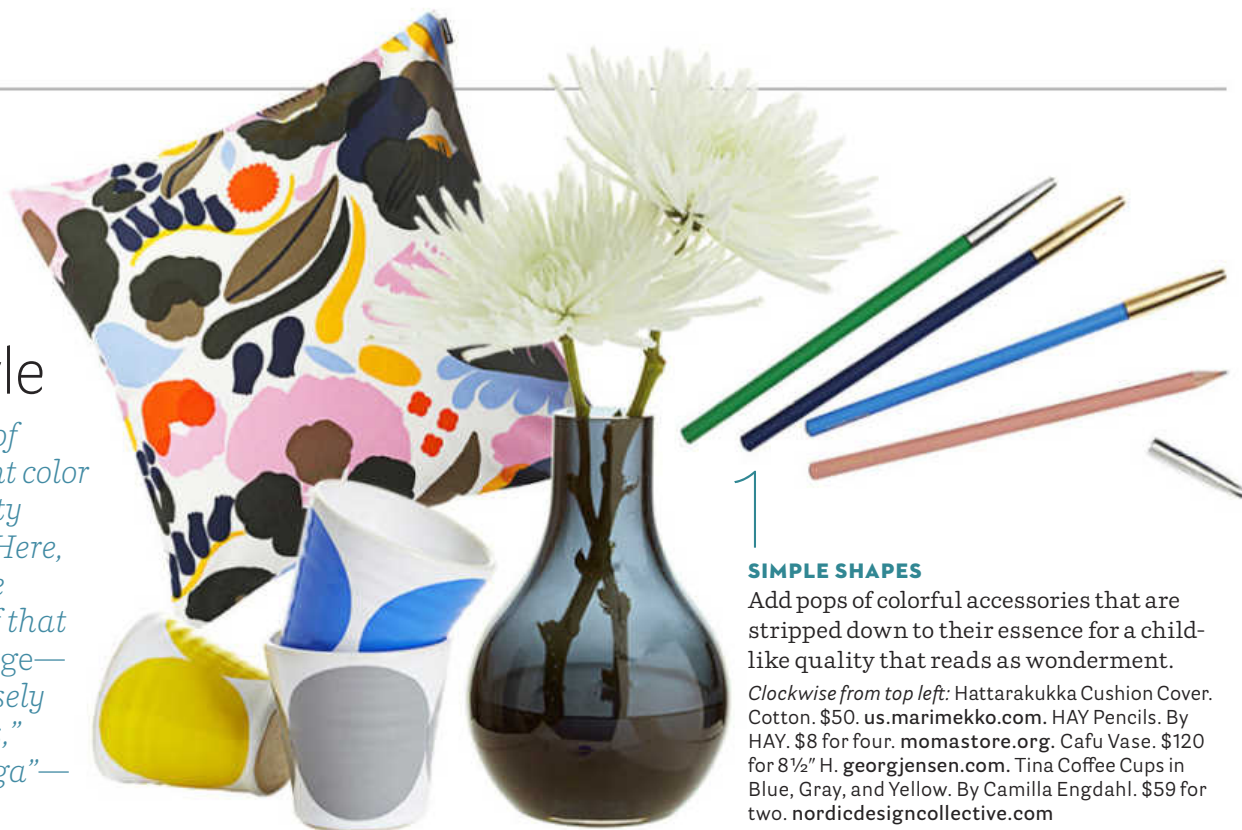 of
Here,
that
1
SIMPLE SHAPES
Add pops of colorful accessories that are
stripped down to their essence for a child-
like quality that reads as wonderment.
Clockwise from top left: Hattarakukka Cushion Cover.
Cotton. $50. us.marimekko.com. HAY Pencils. By
HAY. $8 for four. momastore.org. Cafu Vase. $120
for 8½″ H. georgjensen.com. Tina Coffee Cups in
Blue, Gray, and Yellow. By Camilla Engdahl. $59 for
two. nordicdesigncollective.com